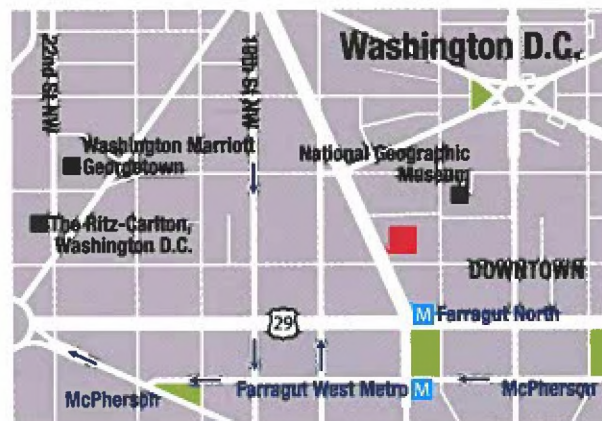 Washington D.C.
22nd St NW
19th St NW
Washington Marriott
Georgetown
National Geographic
Museum
The Ritz-Carlton,
Washington D.C.
DOWNTOWN
29
M Farragut North
McPherson
Farragut West Metro M
McPherson